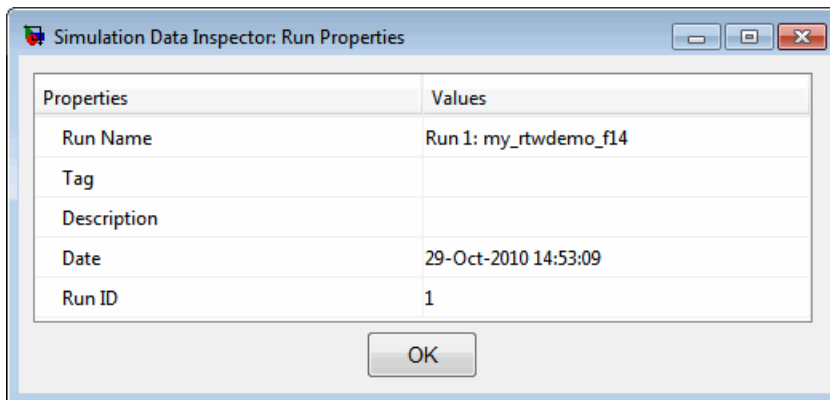 Simulation Data Inspector: Run Properties
Properties Values
Run Name Run 1: my_rtwdemo_f14
Tag
Description
Date 29-Oct-2010 14:53:09
Run ID 1
OK